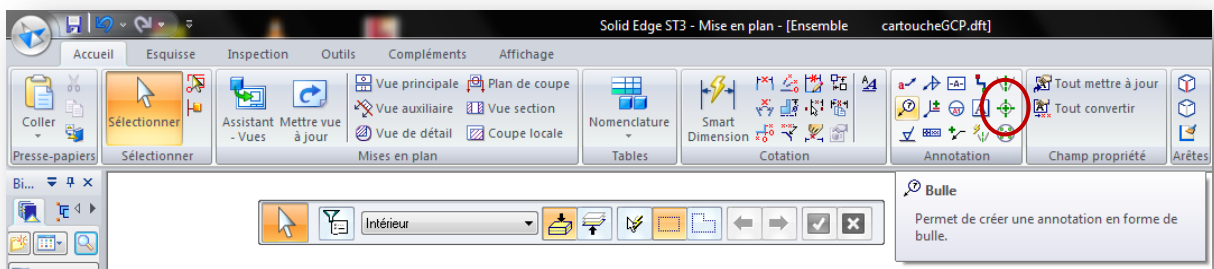 Solid Edge ST3 - Mise en plan - [Ensemble cartoucheGCP.dft]
Accueil Esquisse Inspection Outils Compléments Affichage
Coller
Presse-papiers
Sélectionner
Sélectionner
Assistant - Vues
Mettre vue à jour
Vue principale
Plan de coupe
Vue auxiliaire
Vue section
Vue de détail
Coupe locale
Mises en plan
Nomenclature
Tables
Smart Dimension
Cotation
Annotation
Tout mettre à jour
Tout convertir
Champ propriété
Arêtes
Bi...
Intérieur
Bulle
Permet de créer une annotation en forme de
bulle.